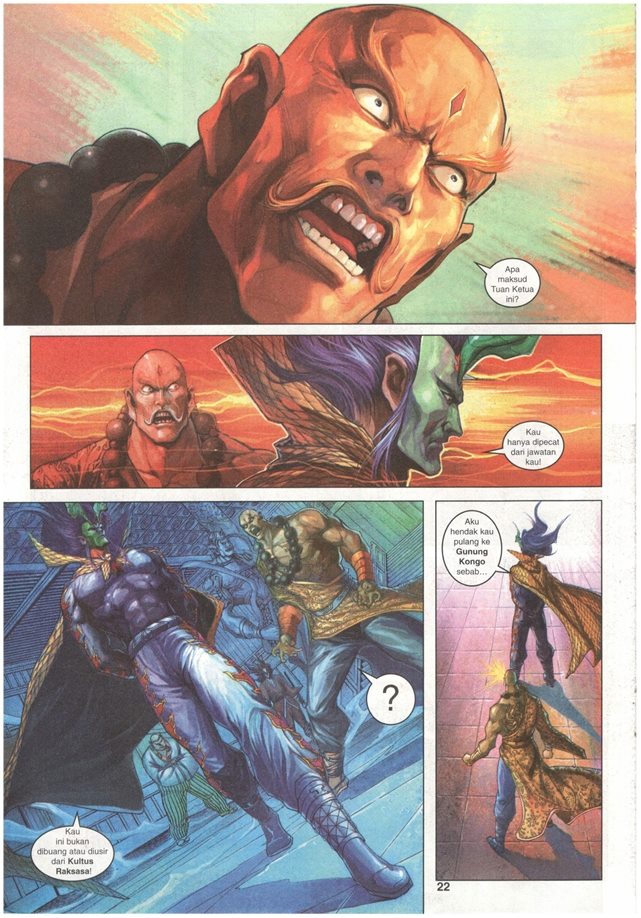 Apa
maksud
Tuan Ketua
ini?
Kau
hanya dipecat
dari jawatan
kau!
Kau
ini bukan
dibuang atau diusir
dari Kultus
Raksasa!
?
Aku
hendak kau
pulang ke
Gunung
Kongo
sebab...
22